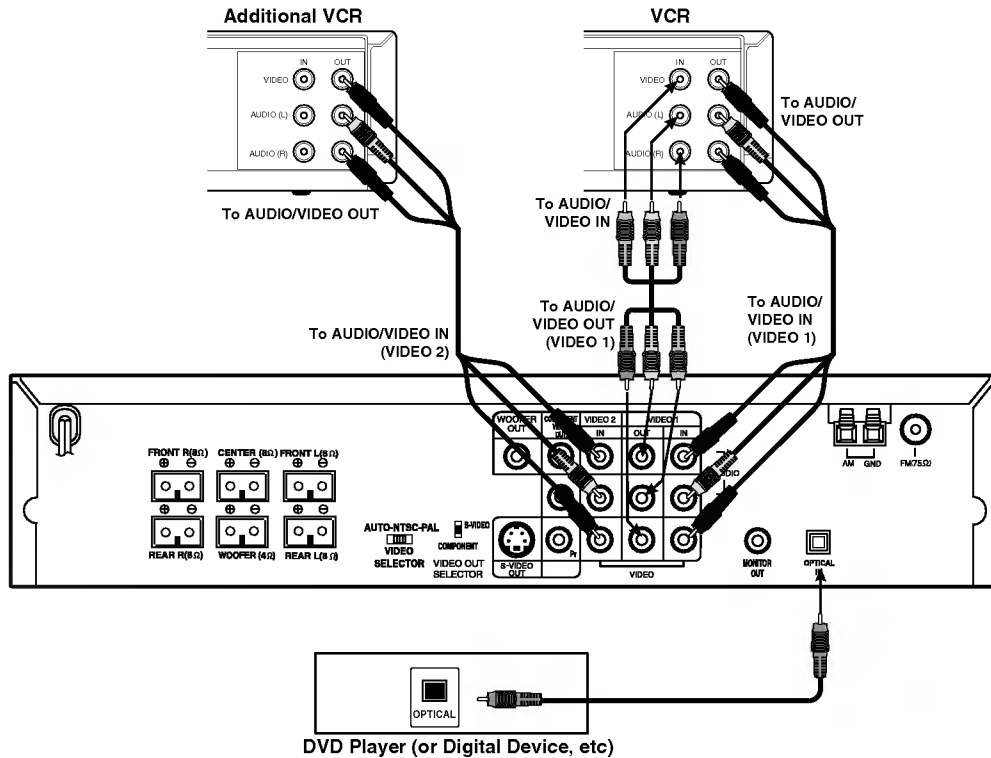 Additional VCR
VCR
IN
OUT
VIDEO
AUDIO (L)
AUDIO (R)
IN
OUT
VIDEO
AUDIO (L)
AUDIO (R)
To AUDIO/
VIDEO OUT
To AUDIO/VIDEO OUT
To AUDIO/
VIDEO IN
To AUDIO/VIDEO IN
(VIDEO 2)
To AUDIO/
VIDEO OUT
(VIDEO 1)
To AUDIO/
VIDEO IN
(VIDEO 1)
WOOFER
OUT
OUT
VIDEO 2
IN
VIDEO 1
OUT
IN
AM
GND
FM(75Ω)
FRONT R(8Ω)
CENTER (8Ω)
FRONT L(8Ω)
⊕ ⊖
⊕ ⊖
⊕ ⊖
⊕ ⊖
⊕ ⊖
⊕ ⊖
REAR R(8Ω)
WOOFER (4Ω)
REAR L(8Ω)
AUTO-NTSC-PAL
VIDEO
SELECTOR
S-VIDEO
COMPONENT
VIDEO OUT
SELECTOR
S-VIDEO
OUT
Pr
VIDEO
MONITOR
OUT
OPTICAL
IN
OPTICAL
DVD Player (or Digital Device, etc)